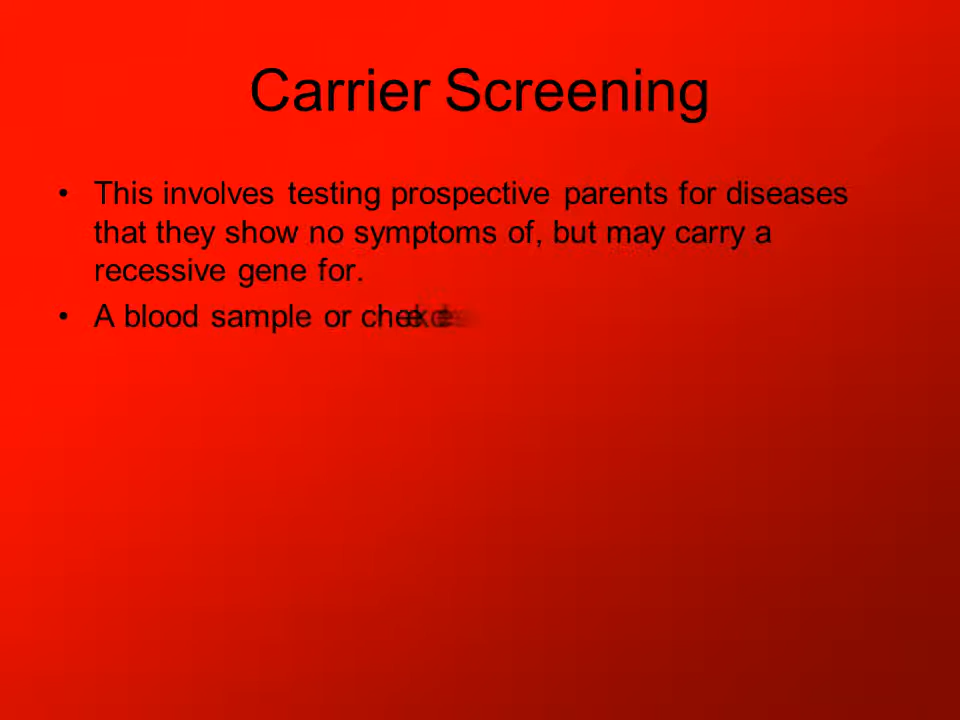 Carrier Screening
• This involves testing prospective parents for diseases
that they show no symptoms of, but may carry a
recessive gene for.
• A blood sample or